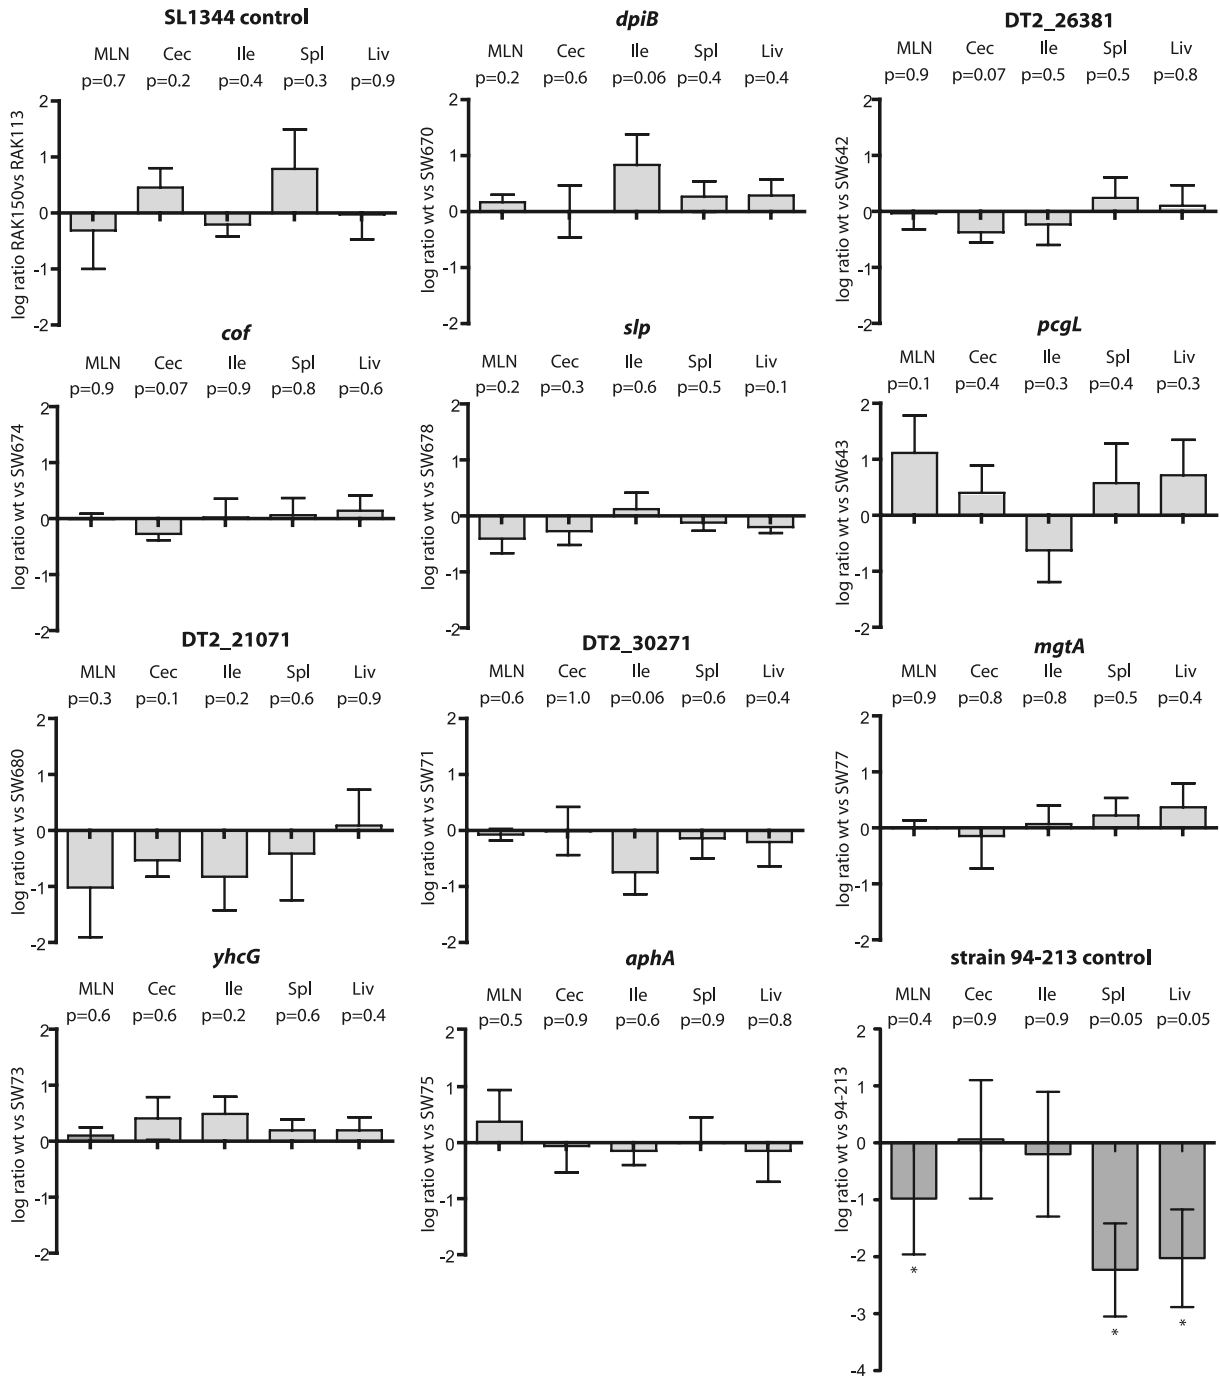 SL1344 control
MLN Cec Ile Spl Liv
p=0.7 p=0.2 p=0.4 p=0.3 p=0.9
log ratio RAK150vs RAK113
2
1
0
-1
-2
dpiB
MLN Cec Ile Spl Liv
p=0.2 p=0.6 p=0.06 p=0.4 p=0.4
log ratio wt vs SW670
2
1
0
-1
-2
DT2_26381
MLN Cec Ile Spl Liv
p=0.9 p=0.07 p=0.5 p=0.5 p=0.8
log ratio wt vs SW642
2
1
0
-1
-2
cof
MLN Cec Ile Spl Liv
p=0.9 p=0.07 p=0.9 p=0.8 p=0.6
log ratio wt vs SW674
2
1
0
-1
-2
slp
MLN Cec Ile Spl Liv
p=0.2 p=0.3 p=0.6 p=0.5 p=0.1
log ratio wt vs SW678
2
1
0
-1
-2
pcgL
MLN Cec Ile Spl Liv
p=0.1 p=0.4 p=0.3 p=0.4 p=0.3
log ratio wt vs SW643
2
1
0
-1
-2
DT2_21071
MLN Cec Ile Spl Liv
p=0.3 p=0.1 p=0.2 p=0.6 p=0.9
log ratio wt vs SW680
2
1
0
-1
-2
DT2_30271
MLN Cec Ile Spl Liv
p=0.6 p=1.0 p=0.06 p=0.6 p=0.4
log ratio wt vs SW71
2
1
0
-1
-2
mgtA
MLN Cec Ile Spl Liv
p=0.9 p=0.8 p=0.8 p=0.5 p=0.4
log ratio wt vs SW77
2
1
0
-1
-2
yhcG
MLN Cec Ile Spl Liv
p=0.6 p=0.6 p=0.2 p=0.6 p=0.4
log ratio wt vs SW73
2
1
0
-1
-2
aphA
MLN Cec Ile Spl Liv
p=0.5 p=0.9 p=0.6 p=0.9 p=0.8
log ratio wt vs SW75
2
1
0
-1
-2
strain 94-213 control
MLN Cec Ile Spl Liv
p=0.4 p=0.9 p=0.9 p=0.05 p=0.05
log ratio wt vs 94-213
2
1
0
-1
-2
-3
-4
* * *